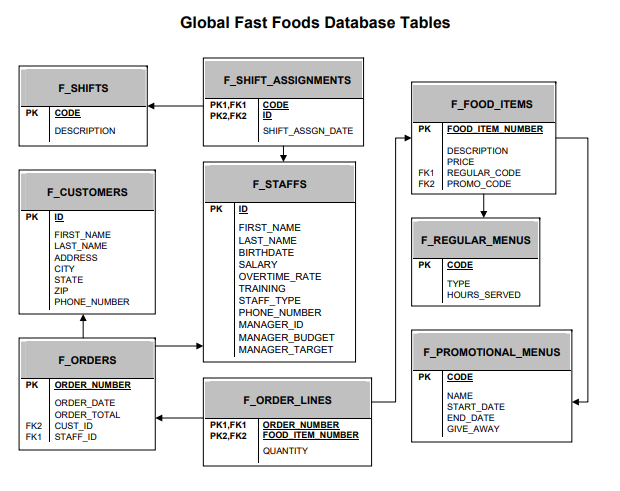 Global Fast Foods Database Tables
F_SHIFTS
PK CODE
DESCRIPTION
F_SHIFT_ASSIGNMENTS
PK1,FK1 CODE
PK2,FK2 ID
SHIFT_ASSGN_DATE
F_FOOD_ITEMS
PK FOOD_ITEM_NUMBER
DESCRIPTION
PRICE
FK1 REGULAR_CODE
FK2 PROMO_CODE
F_CUSTOMERS
PK ID
FIRST_NAME
LAST_NAME
ADDRESS
CITY
STATE
ZIP
PHONE_NUMBER
F_STAFFS
PK ID
FIRST_NAME
LAST_NAME
BIRTHDATE
SALARY
OVERTIME_RATE
TRAINING
STAFF_TYPE
PHONE_NUMBER
MANAGER_ID
MANAGER_BUDGET
MANAGER_TARGET
F_REGULAR_MENUS
PK CODE
TYPE
HOURS_SERVED
F_ORDERS
PK ORDER_NUMBER
ORDER_DATE
ORDER_TOTAL
FK2 CUST_ID
FK1 STAFF_ID
F_ORDER_LINES
PK1,FK1 ORDER_NUMBER
PK2,FK2 FOOD_ITEM_NUMBER
QUANTITY
F_PROMOTIONAL_MENUS
PK CODE
NAME
START_DATE
END_DATE
GIVE_AWAY